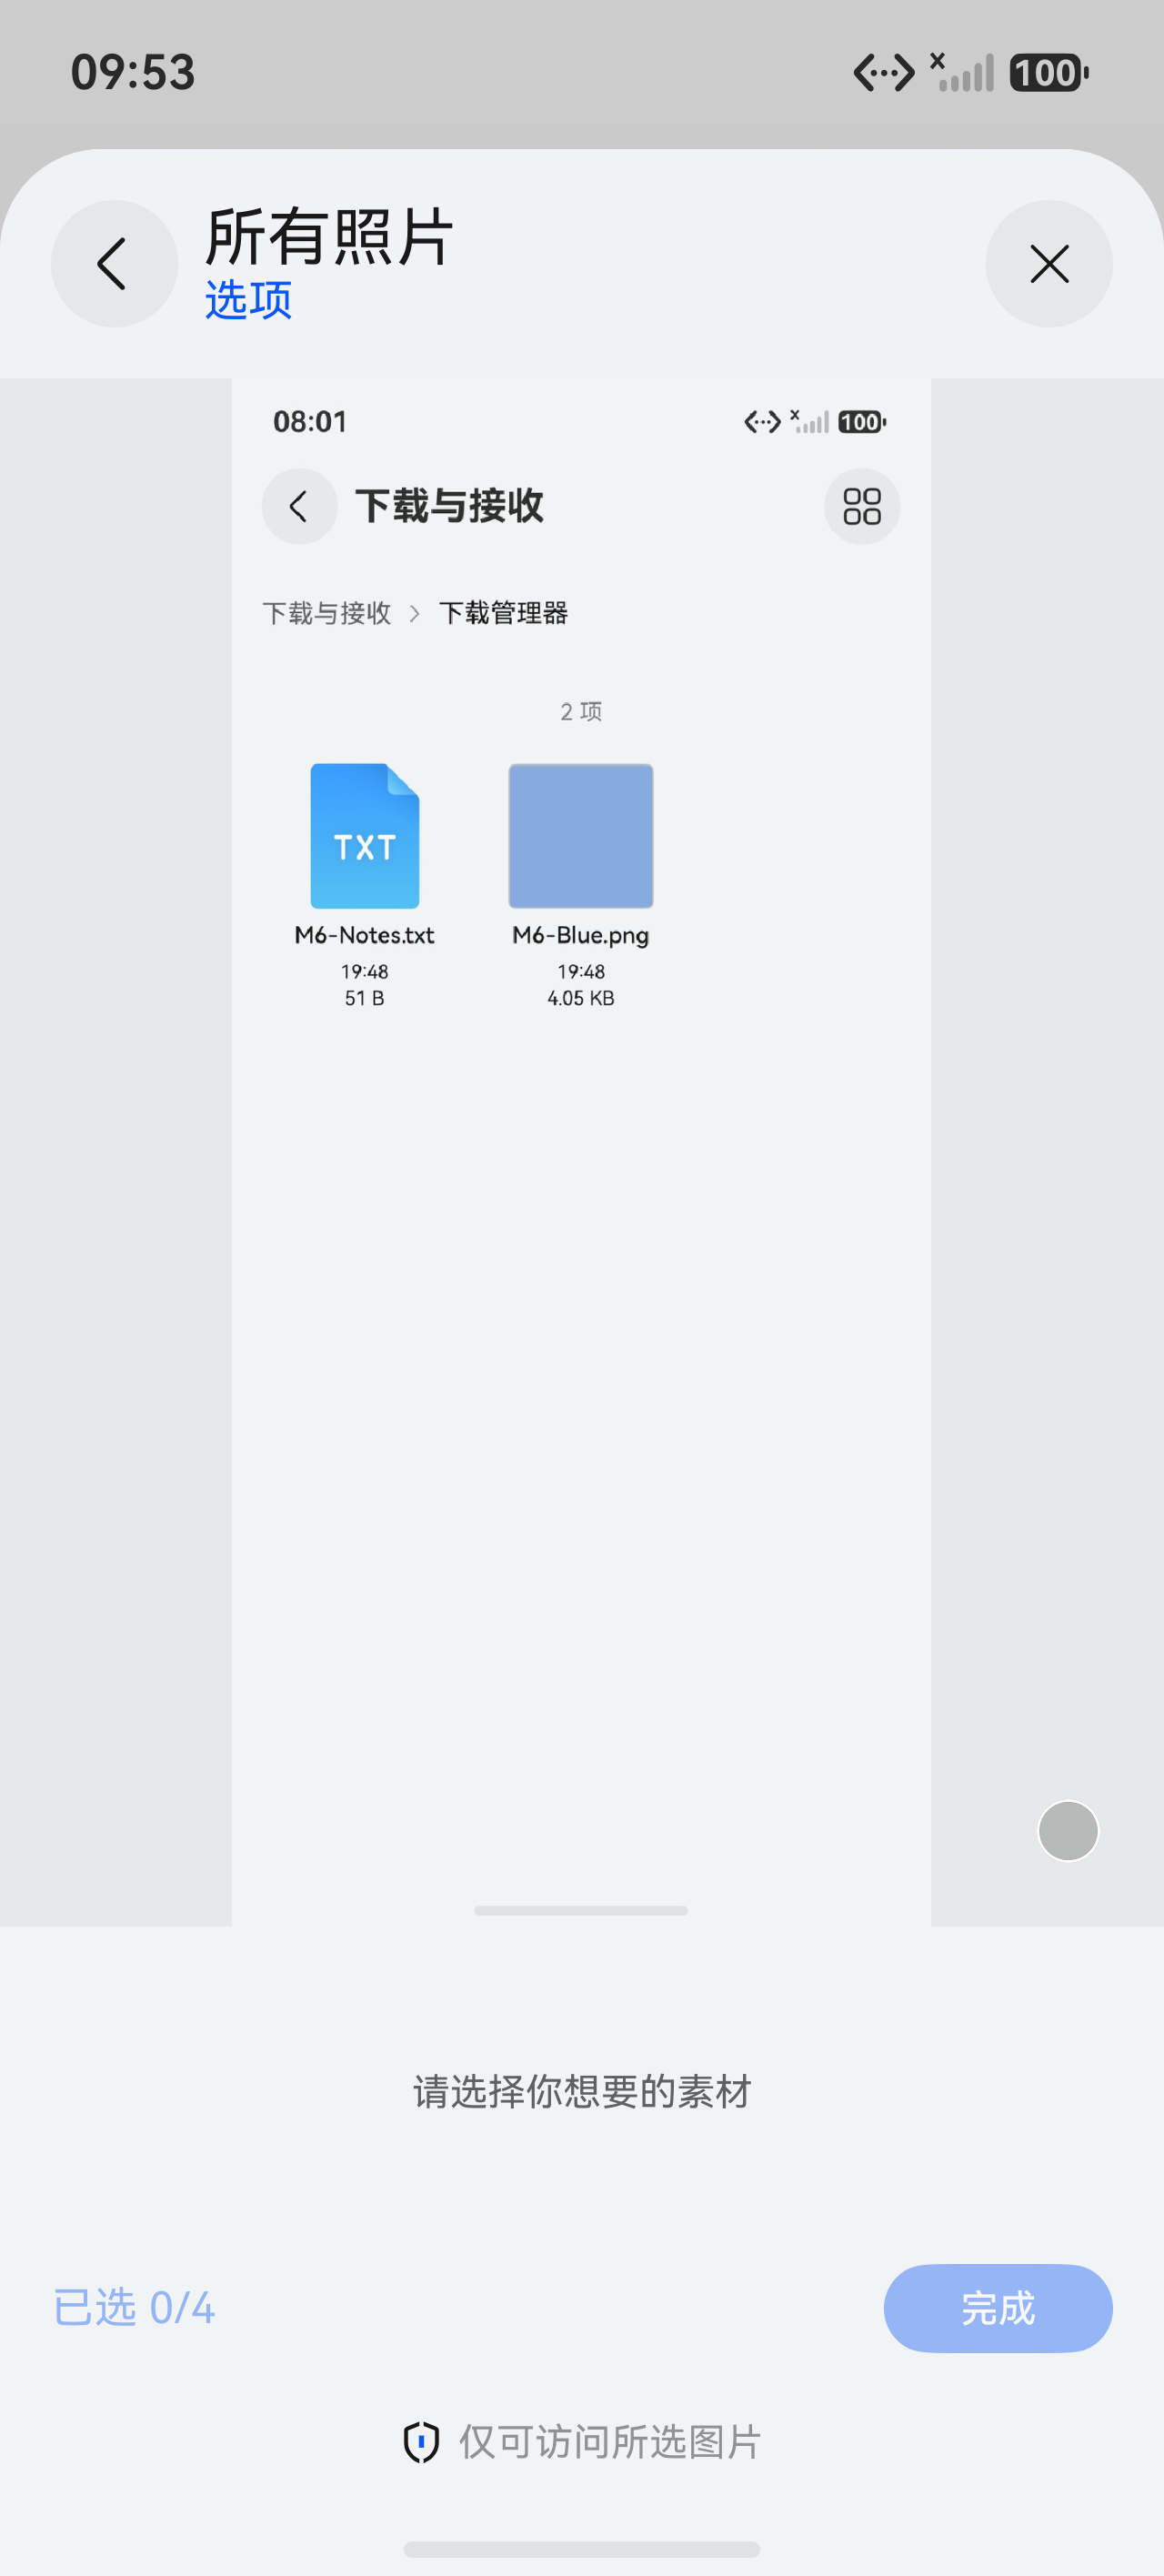 09:53
100
所有照片
选项
08:01
100
下载与接收
下载与接收 > 下载管理器
2 项
TXT
M6-Notes.txt
19:48
51 B
M6-Blue.png
19:48
4.05 KB
请选择你想要的素材
已选 0/4
完成
仅可访问所选图片